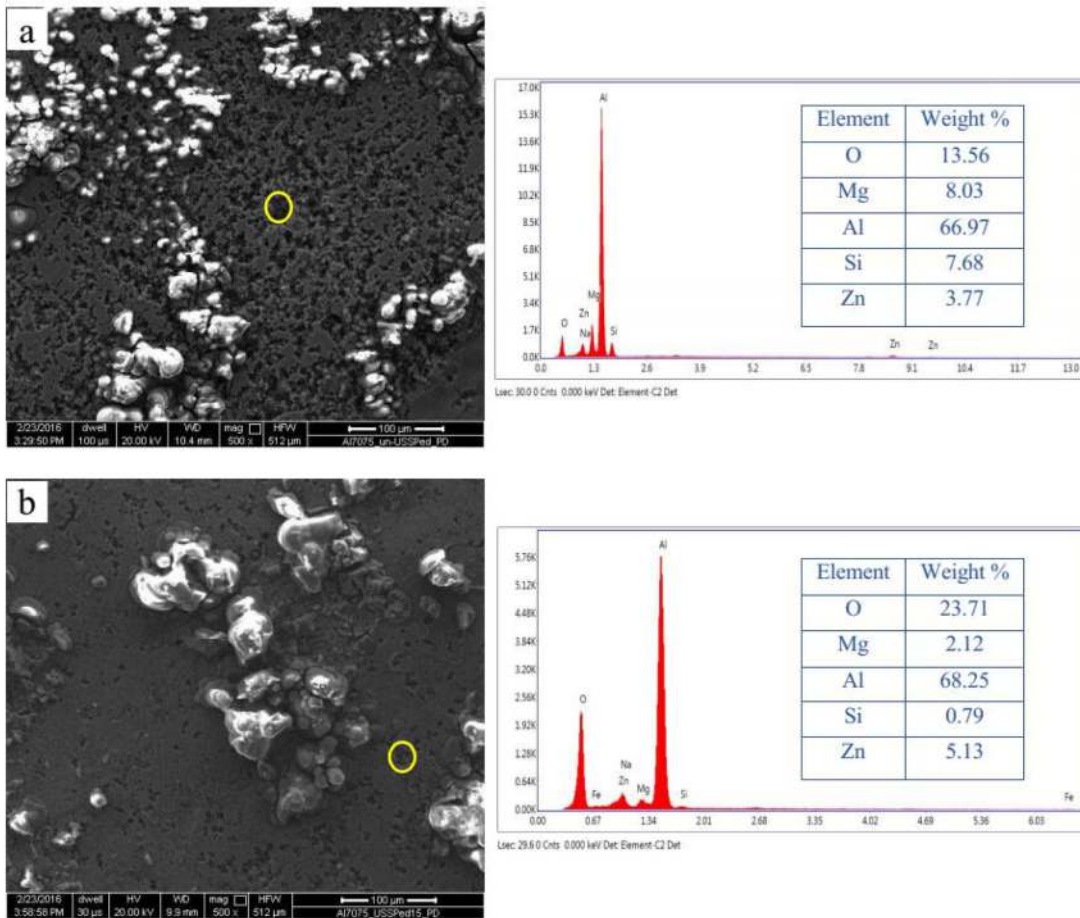 a
2/23/2016 dwell HV WD mag HFW 100 μm
3:29:50 PM 100 μs 20.00 kV 10.4 mm 500 x 512 μm Al7075_un-USSPed_PD
17.0K
15.3K
13.6K
11.9K
10.2K
8.5K
6.8K
5.1K
3.4K
1.7K
0.0K
Al
Mg
Zn
O
Na
Si
Zn
Zn
0.0 1.3 2.6 3.9 5.2 6.5 7.8 9.1 10.4 11.7 13.0
Lsec: 30.0 0 Cnts 0.000 keV Det: Element-C2 Det
Element Weight %
O 13.56
Mg 8.03
Al 66.97
Si 7.68
Zn 3.77
b
2/23/2016 dwell HV WD mag HFW 100 μm
3:58:58 PM 30 μs 20.00 kV 9.9 mm 500 x 512 μm Al7075_USSPed15_PD
5.76K
5.12K
4.48K
3.84K
3.20K
2.56K
1.92K
1.28K
0.64K
0.00K
Al
O
Na
Fe
Zn
Mg
Si
Fe
0.00 0.67 1.34 2.01 2.68 3.35 4.02 4.69 5.36 6.03
Lsec: 29.6 0 Cnts 0.000 keV Det: Element-C2 Det
Element Weight %
O 23.71
Mg 2.12
Al 68.25
Si 0.79
Zn 5.13